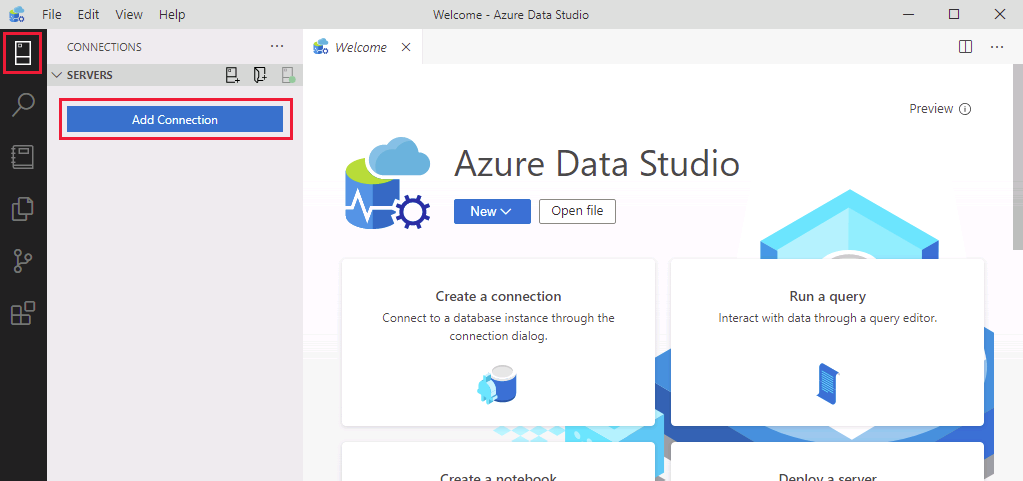 File Edit View Help
Welcome - Azure Data Studio
CONNECTIONS
Welcome
SERVERS
Add Connection
Preview
Azure Data Studio
New
Open file
Create a connection
Connect to a database instance through the
connection dialog.
Run a query
Interact with data through a query editor.
Create a notebook
Deploy a server